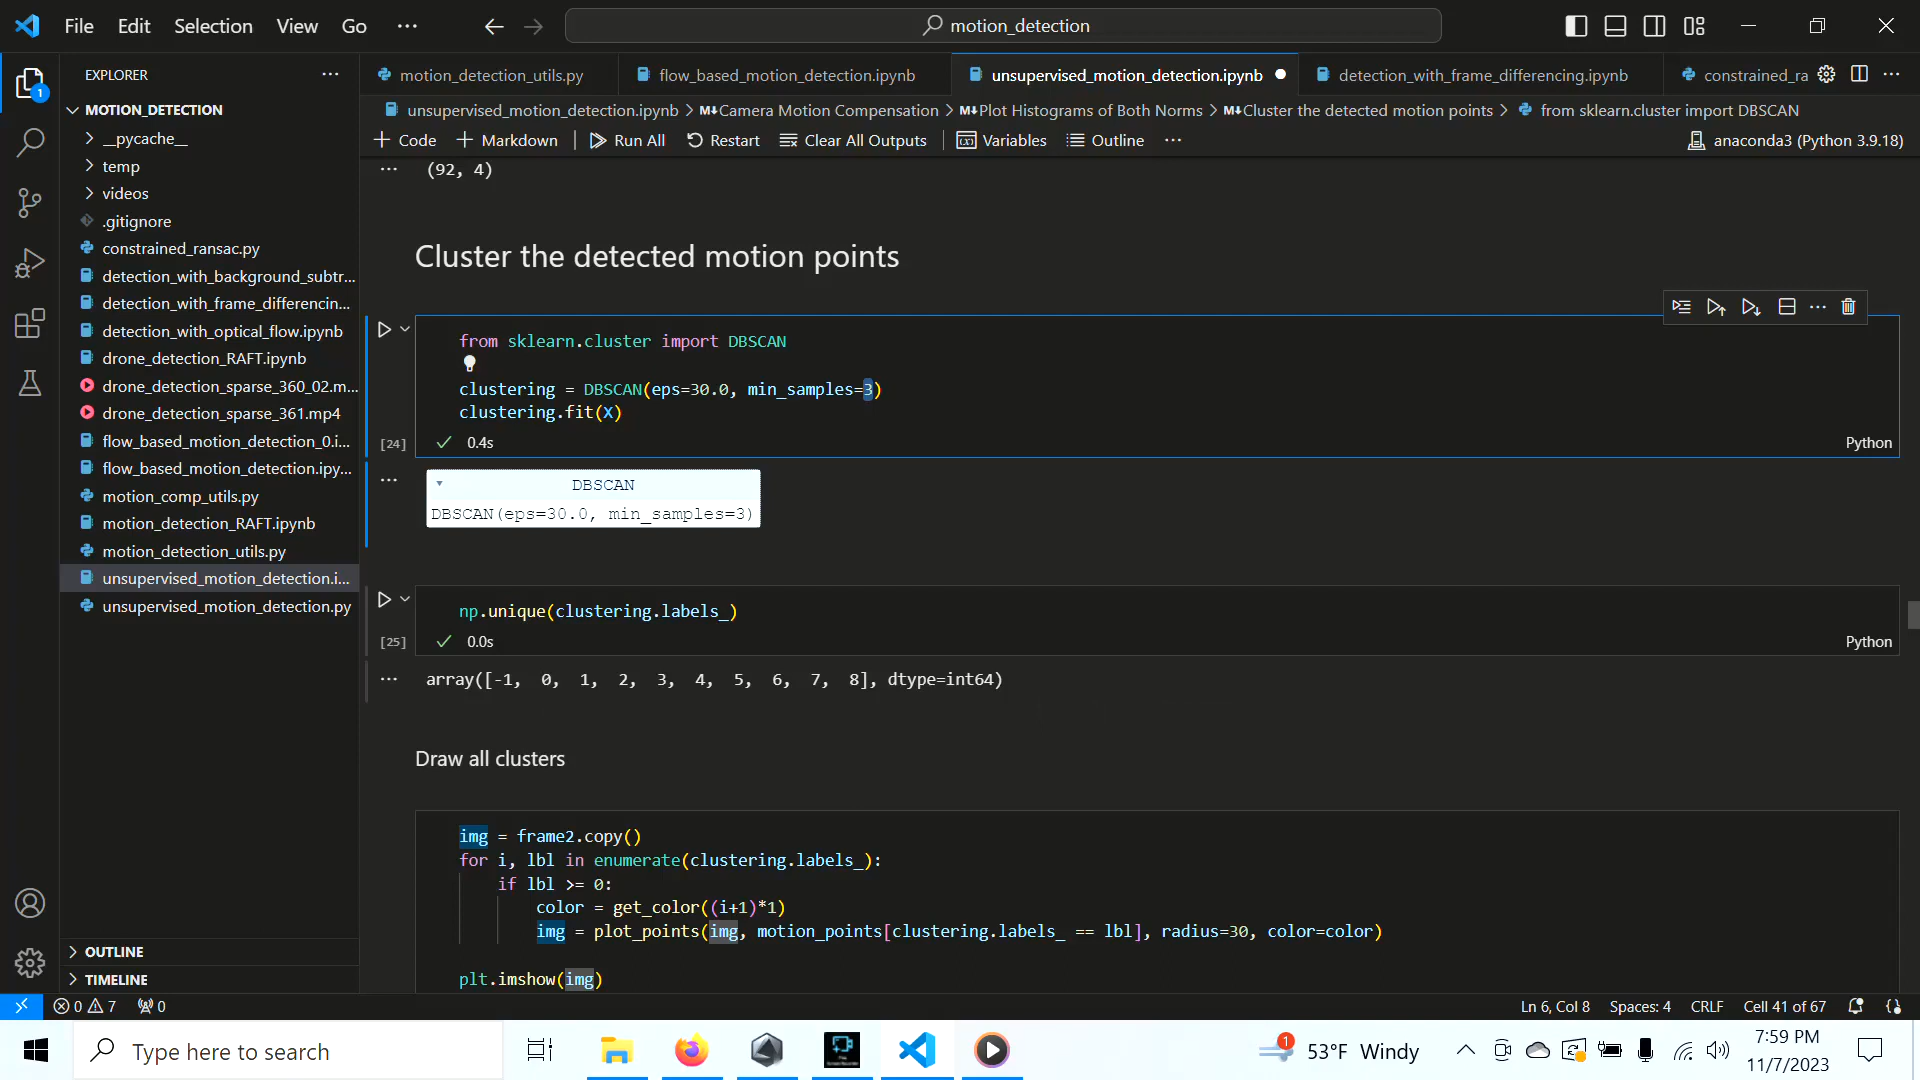 File Edit Selection View Go ···
motion_detection
EXPLORER
MOTION_DETECTION
__pycache__
temp
videos
.gitignore
constrained_ransac.py
detection_with_background_subtr...
detection_with_frame_differencin...
detection_with_optical_flow.ipynb
drone_detection_RAFT.ipynb
drone_detection_sparse_360_02.m...
drone_detection_sparse_361.mp4
flow_based_motion_detection_0.i...
flow_based_motion_detection.ipy...
motion_comp_utils.py
motion_detection_RAFT.ipynb
motion_detection_utils.py
unsupervised_motion_detection.i...
unsupervised_motion_detection.py
OUTLINE
TIMELINE
1
motion_detection_utils.py flow_based_motion_detection.ipynb unsupervised_motion_detection.ipynb detection_with_frame_differencing.ipynb constrained_ra
unsupervised_motion_detection.ipynb > M↓Camera Motion Compensation > M↓Plot Histograms of Both Norms > M↓Cluster the detected motion points > from sklearn.cluster import DBSCAN
+ Code + Markdown Run All Restart Clear All Outputs Variables Outline ··· anaconda3 (Python 3.9.18)
(92, 4)
Cluster the detected motion points
from sklearn.cluster import DBSCAN
clustering = DBSCAN(eps=30.0, min_samples=3)
clustering.fit(X)
[24] 0.4s Python
DBSCAN
DBSCAN(eps=30.0, min_samples=3)
np.unique(clustering.labels_)
[25] 0.0s Python
array([-1, 0, 1, 2, 3, 4, 5, 6, 7, 8], dtype=int64)
Draw all clusters
img = frame2.copy()
for i, lbl in enumerate(clustering.labels_):
if lbl >= 0:
color = get_color((i+1)*1)
img = plot_points(img, motion_points[clustering.labels_ == lbl], radius=30, color=color)
plt.imshow(img)
0 7 0 Ln 6, Col 8 Spaces: 4 CRLF Cell 41 of 67
Type here to search 1 53°F Windy 7:59 PM
11/7/2023